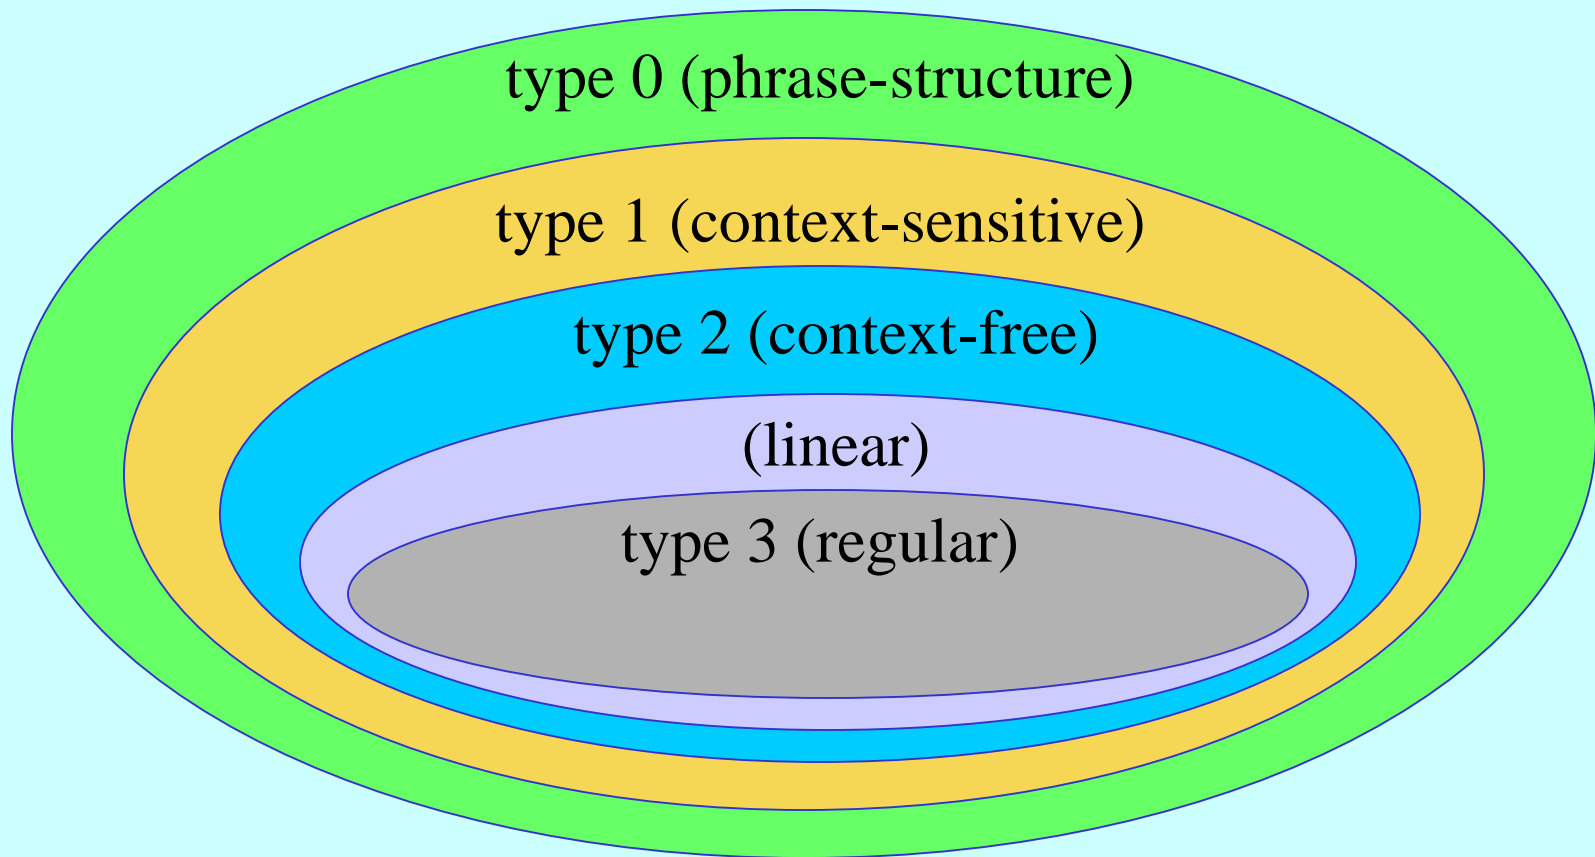 type 0 (phrase-structure)
type 1 (context-sensitive)
type 2 (context-free)
(linear)
type 3 (regular)